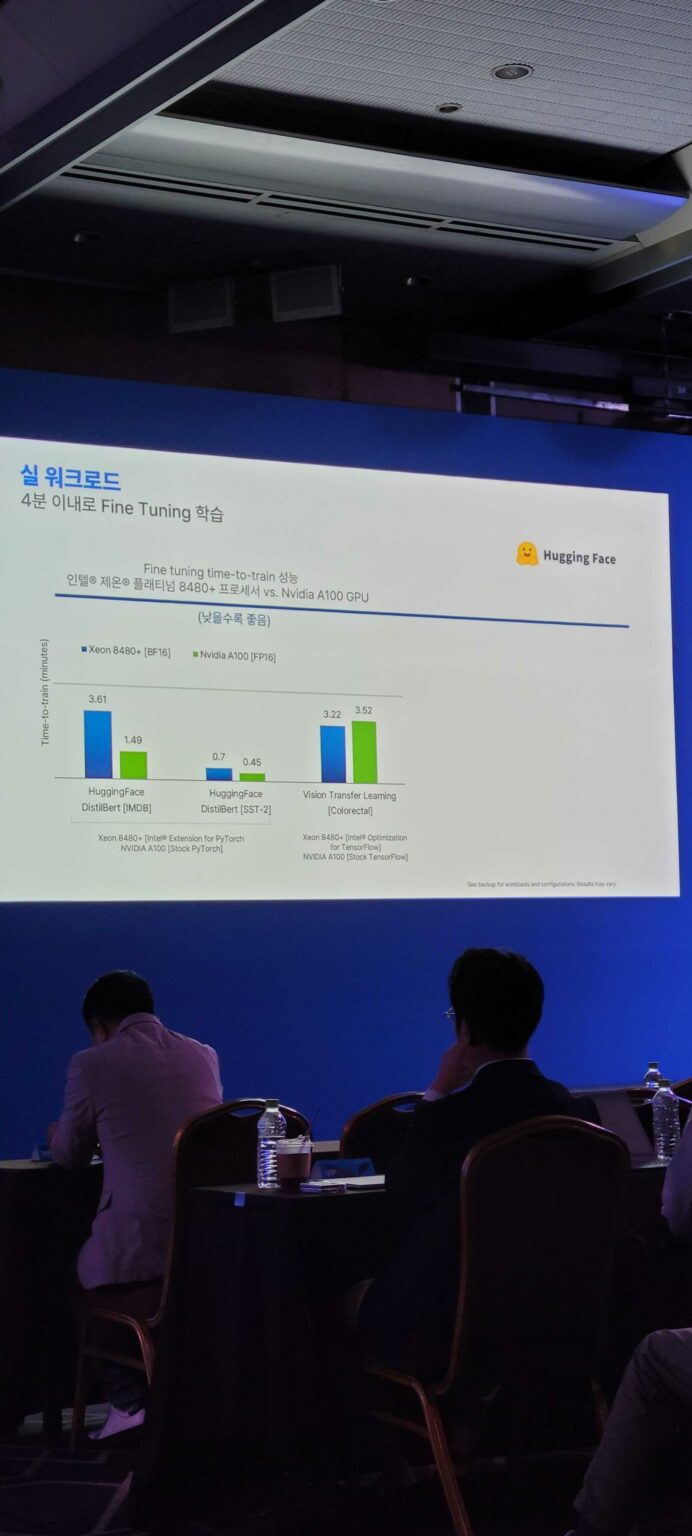 실 워크로드
4분 이내로 Fine Tuning 학습
Hugging Face
Fine tuning time-to-train 성능
인텔® 제온® 플래티넘 8480+ 프로세서 vs. Nvidia A100 GPU
(낮을수록 좋음)
Time-to-train (minutes)
Xeon 8480+ [BF16]
Nvidia A100 [FP16]
3.61
1.49
0.7
0.45
3.22
3.52
HuggingFace
DistilBert [IMDB]
HuggingFace
DistilBert [SST-2]
Vision Transfer Learning
[Colorectal]
Xeon 8480+ [Intel® Extension for PyTorch
NVIDIA A100 [Stock PyTorch]
Xeon 8480+ [Intel® Optimization
for TensorFlow]
NVIDIA A100 [Stock TensorFlow]
See backup for workloads and configurations. Results may vary.